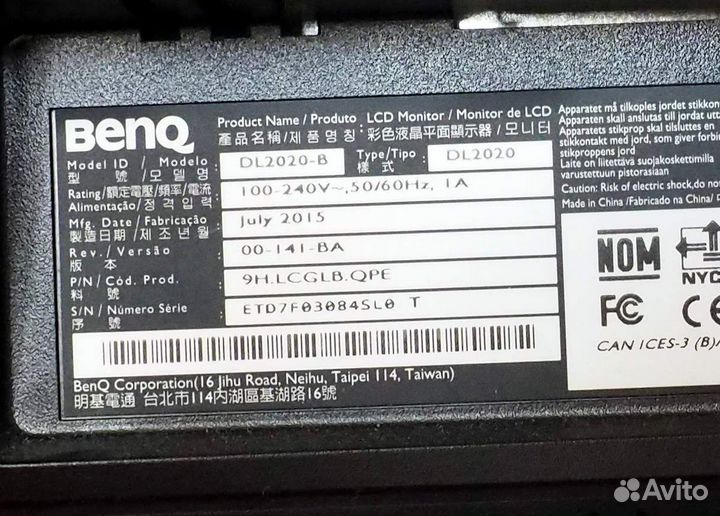 BenQ
Product Name / Produto : LCD Monitor / Monitor de LCD
產品名稱/제품명칭:彩色液晶平面顯示器/모니터
Model ID / Modelo DL2020-B Type/Tipo DL2020
型 號/모델명 樣 式
Rating/額定電壓/頻率/電流 100-240V~,50/60Hz, 1A
Alimentação/정격입력
Mfg. Date/Fabricação July 2015
製造日期/제조년월
Rev./Versão 00-141-BA
版 本
P/N/Cód. Prod. 9H.LCGLB.QPE
料 號
S/N/Número Série ETD7F03084SL0 T
序 號
BenQ Corporation(16 Jihu Road, Neihu, Taipei 114, Taiwan)
明基電通 台北市114內湖區基湖路16號
Apparatet må tilkoples jordet stikkon
Apparaten skall anslutas till jordat utt
Apparatets stikprop skal tilsluttes en
stikkontakt med jord, som giver forbin
stikproppens jord
Laite on liitettävä suojakoskettimilla
varustettuun pistorasiaan
Caution: Risk of electric shock,do no
Made in China /Fabricado na China/
NOM
NYC
FC CE
CAN ICES-3 (B)/
Avito